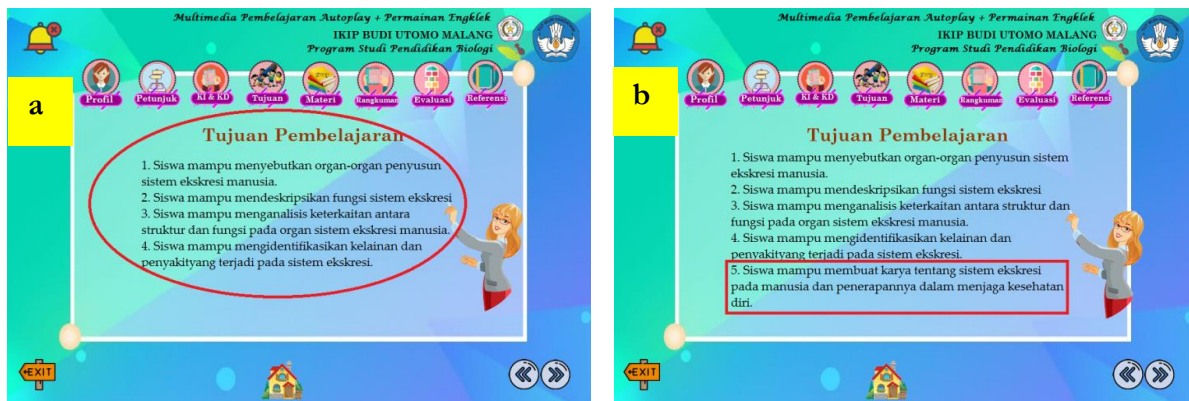 Multimedia Pembelajaran Autoplay + Permainan Engklek
IKIP BUDI UTOMO MALANG
Program Studi Pendidikan Biologi
a
Profil Petunjuk KI & KD Tujuan Materi Rangkuman Evaluasi Referensi
Tujuan Pembelajaran
1. Siswa mampu menyebutkan organ-organ penyusun
sistem ekskresi manusia.
2. Siswa mampu mendeskripsikan fungsi sistem ekskresi
3. Siswa mampu menganalisis keterkaitan antara
struktur dan fungsi pada organ sistem ekskresi manusia.
4. Siswa mampu mengidentifikasikan kelainan dan
penyakityang terjadi pada sistem ekskresi.
EXIT
Multimedia Pembelajaran Autoplay + Permainan Engklek
IKIP BUDI UTOMO MALANG
Program Studi Pendidikan Biologi
b
Profil Petunjuk KI & KD Tujuan Materi Rangkuman Evaluasi Referensi
Tujuan Pembelajaran
1. Siswa mampu menyebutkan organ-organ penyusun sistem
ekskresi manusia.
2. Siswa mampu mendeskripsikan fungsi sistem ekskresi
3. Siswa mampu menganalisis keterkaitan antara struktur dan
fungsi pada organ sistem ekskresi manusia.
4. Siswa mampu mengidentifikasikan kelainan dan
penyakityang terjadi pada sistem ekskresi.
5. Siswa mampu membuat karya tentang sistem ekskresi
pada manusia dan penerapannya dalam menjaga kesehatan
diri.
EXIT